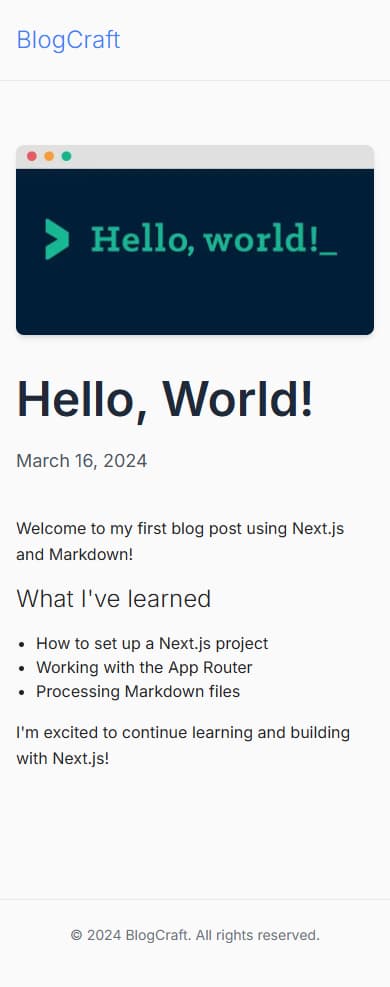 BlogCraft
Hello, world!_
Hello, World!
March 16, 2024
Welcome to my first blog post using Next.js
and Markdown!
What I've learned
• How to set up a Next.js project
• Working with the App Router
• Processing Markdown files
I'm excited to continue learning and building
with Next.js!
© 2024 BlogCraft. All rights reserved.